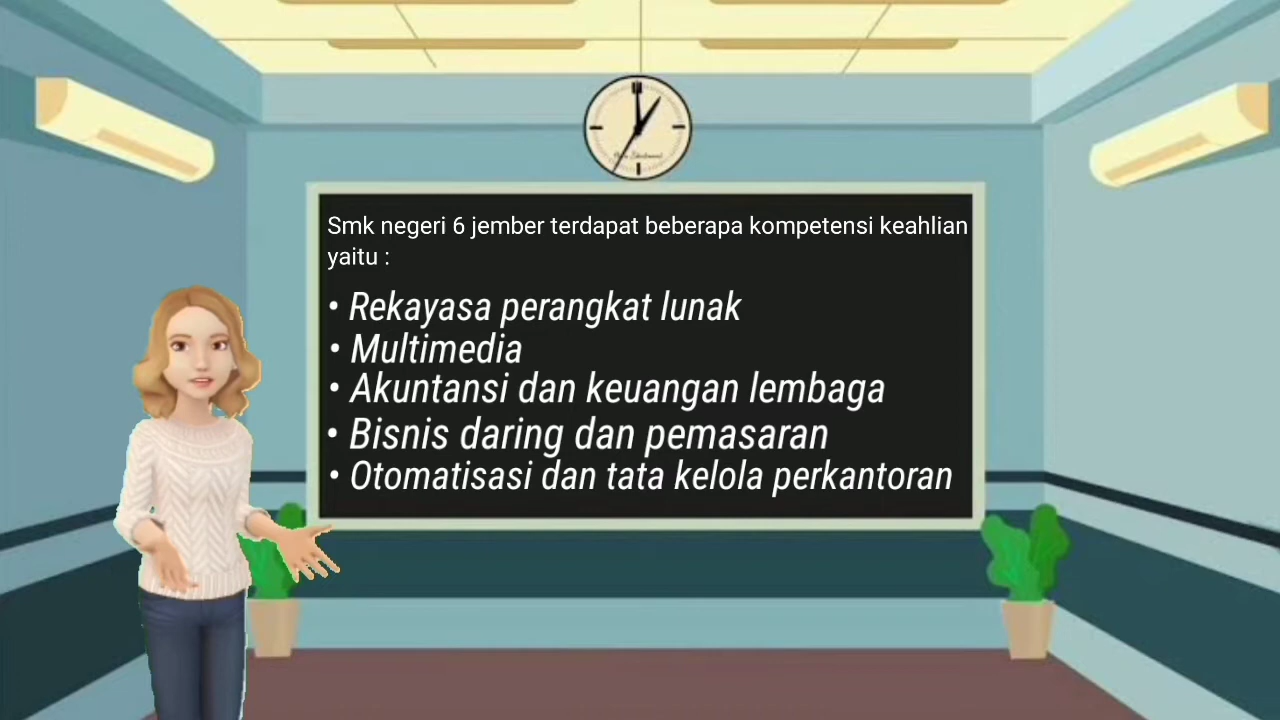 Smk negeri 6 jember terdapat beberapa kompetensi keahlian
yaitu :
• Rekayasa perangkat lunak
• Multimedia
• Akuntansi dan keuangan lembaga
• Bisnis daring dan pemasaran
• Otomatisasi dan tata kelola perkantoran